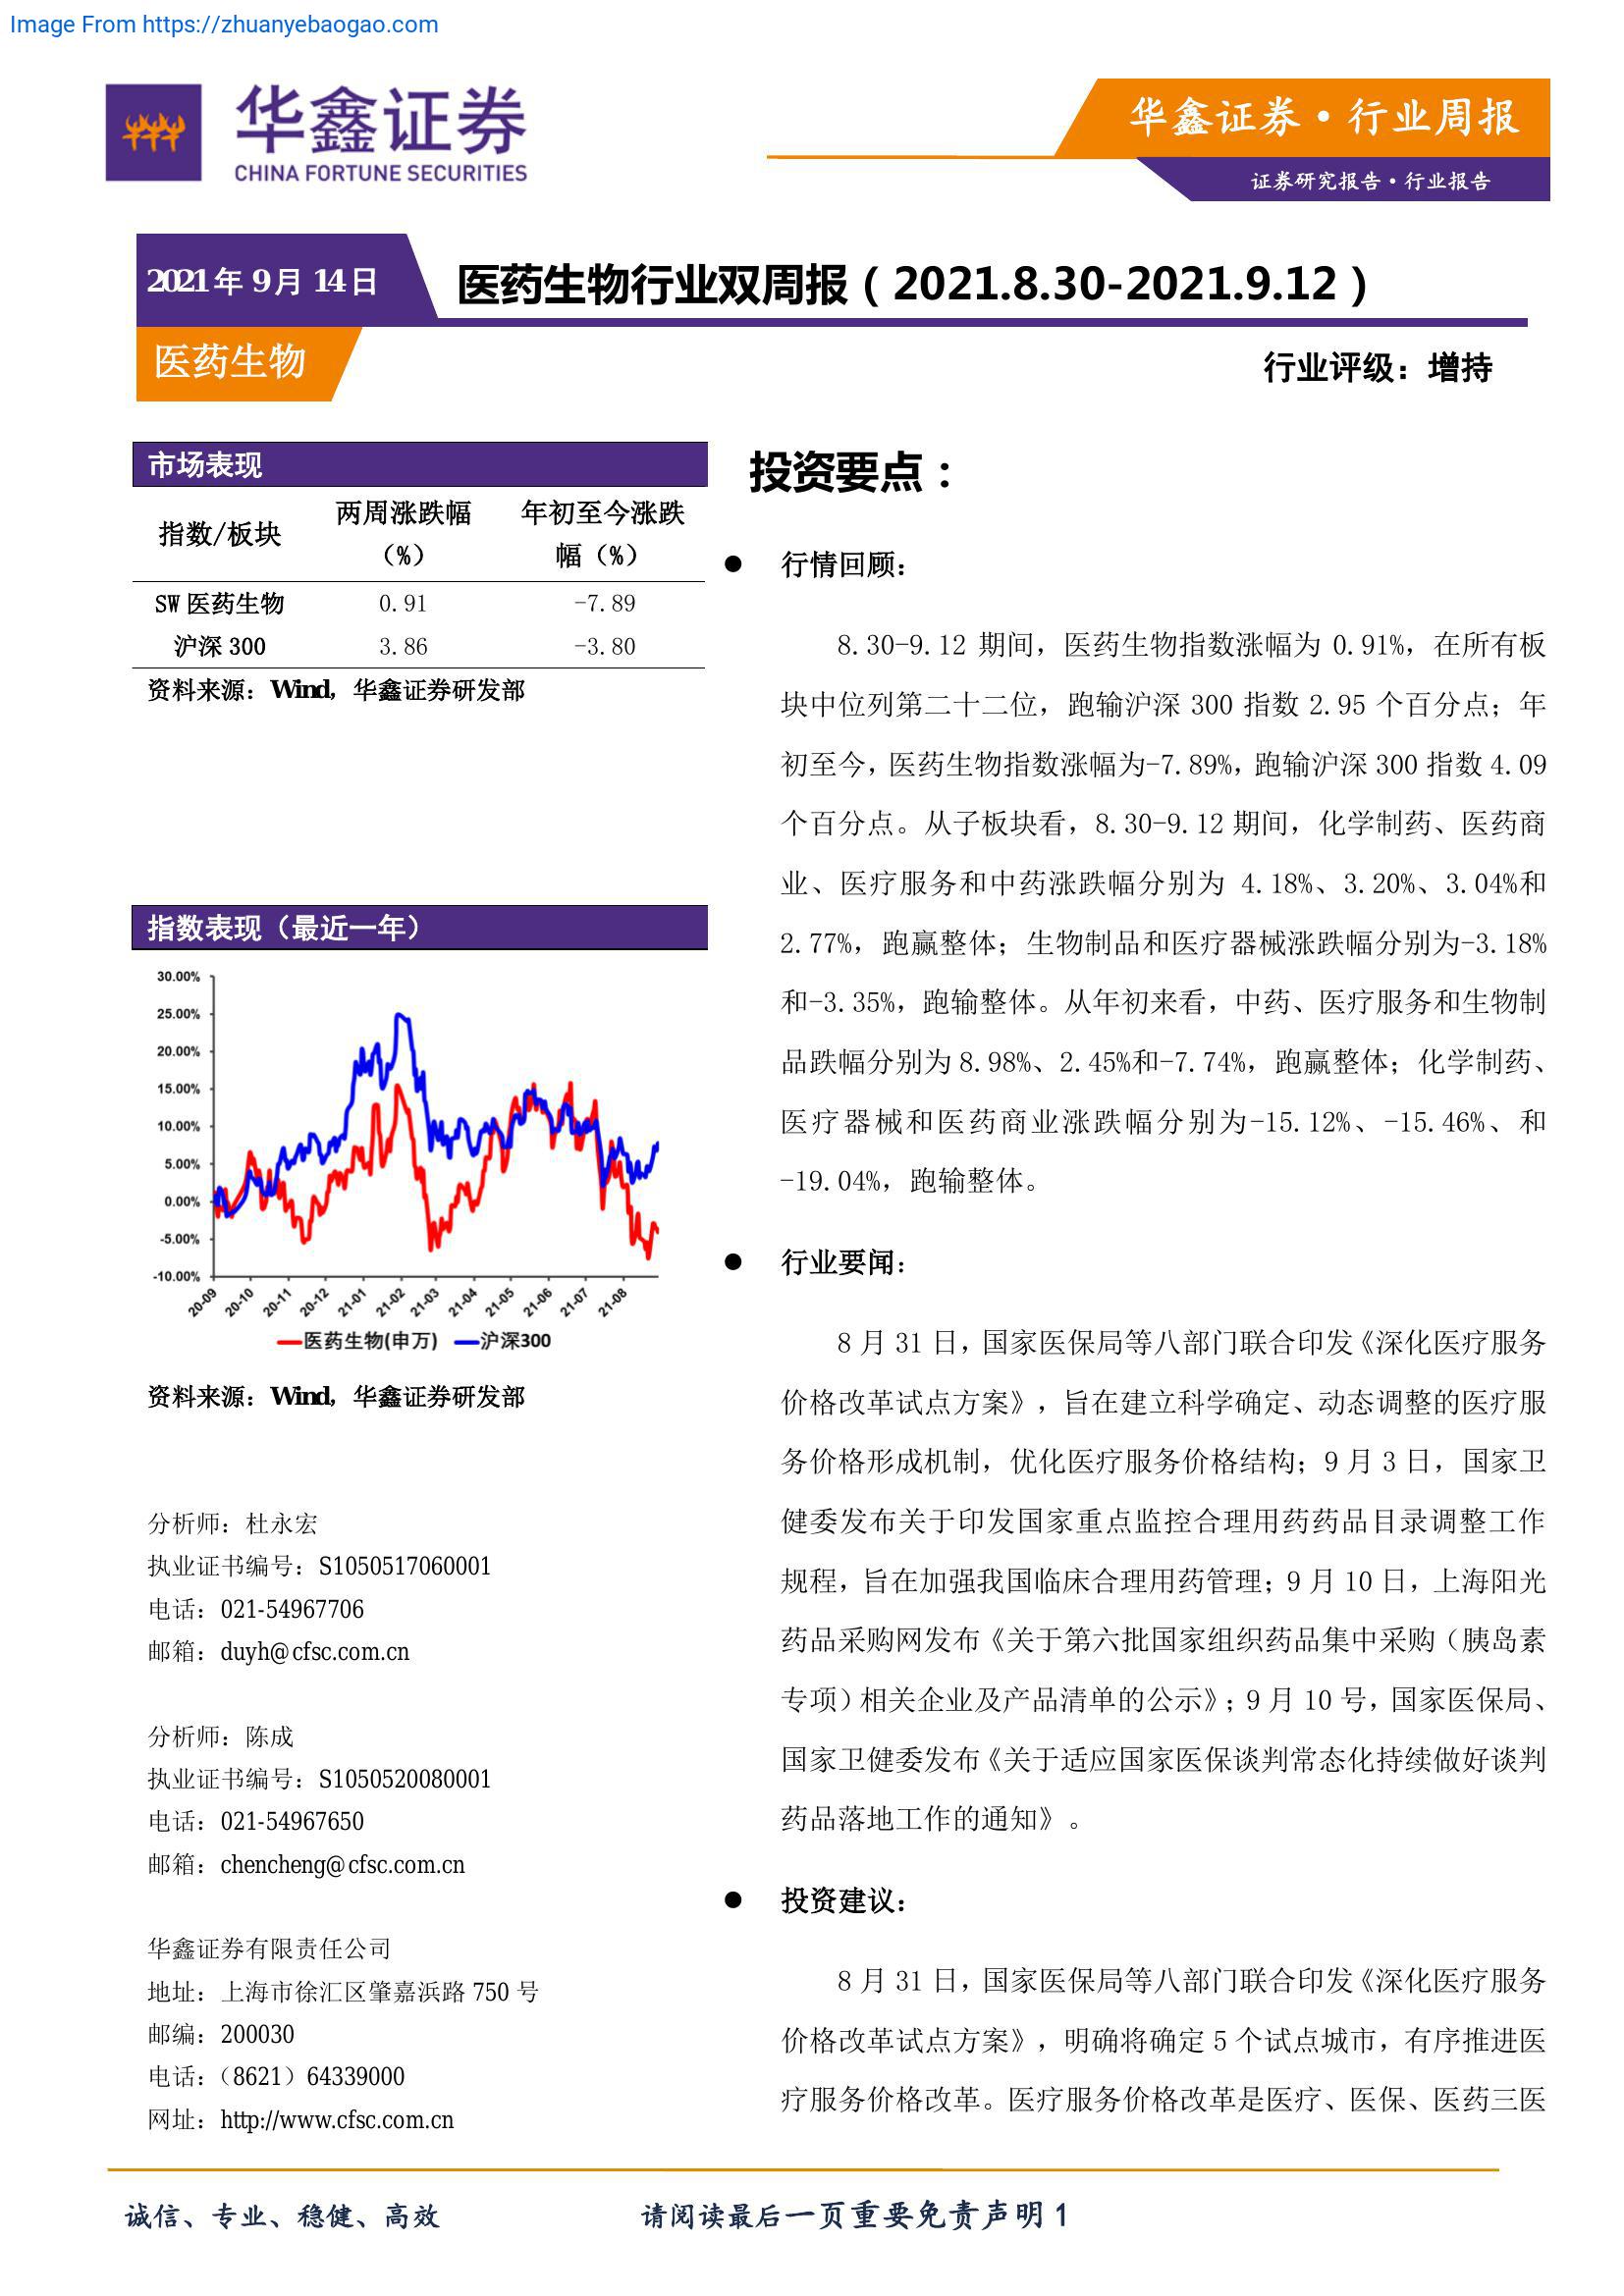 Image From https://zhuanyebaogao.com
华鑫证券
CHINA FORTUNE SECURITIES
华鑫证券·行业周报
证券研究报告·行业报告
2021年9月14日
医药生物行业双周报（2021.8.30-2021.9.12）
医药生物
行业评级：增持
市场表现
指数/板块 两周涨跌幅（%） 年初至今涨跌幅（%）
SW医药生物 0.91 -7.89
沪深300 3.86 -3.80
资料来源：Wind，华鑫证券研发部
指数表现（最近一年）
30.00%
25.00%
20.00%
15.00%
10.00%
5.00%
0.00%
-5.00%
-10.00%
20-09 20-10 20-11 20-12 21-01 21-02 21-03 21-04 21-05 21-06 21-07 21-08
医药生物(申万) 沪深300
资料来源：Wind，华鑫证券研发部
分析师：杜永宏
执业证书编号：S1050517060001
电话：021-54967706
邮箱：duyh@cfsc.com.cn
分析师：陈成
执业证书编号：S1050520080001
电话：021-54967650
邮箱：chencheng@cfsc.com.cn
华鑫证券有限责任公司
地址：上海市徐汇区肇嘉浜路750号
邮编：200030
电话：（8621）64339000
网址：http://www.cfsc.com.cn
投资要点：
● 行情回顾：
8.30-9.12 期间，医药生物指数涨幅为 0.91%，在所有板
块中位列第二十二位，跑输沪深 300 指数 2.95 个百分点；年
初至今，医药生物指数涨幅为-7.89%，跑输沪深 300 指数 4.09
个百分点。从子板块看，8.30-9.12 期间，化学制药、医药商
业、医疗服务和中药涨跌幅分别为 4.18%、3.20%、3.04%和
2.77%，跑赢整体；生物制品和医疗器械涨跌幅分别为-3.18%
和-3.35%，跑输整体。从年初来看，中药、医疗服务和生物制
品跌幅分别为 8.98%、2.45%和-7.74%，跑赢整体；化学制药、
医疗器械和医药商业涨跌幅分别为-15.12%、-15.46%、和
-19.04%，跑输整体。
● 行业要闻：
8 月 31 日，国家医保局等八部门联合印发《深化医疗服务
价格改革试点方案》，旨在建立科学确定、动态调整的医疗服
务价格形成机制，优化医疗服务价格结构；9 月 3 日，国家卫
健委发布关于印发国家重点监控合理用药药品目录调整工作
规程，旨在加强我国临床合理用药管理；9 月 10 日，上海阳光
药品采购网发布《关于第六批国家组织药品集中采购（胰岛素
专项）相关企业及产品清单的公示》；9 月 10 号，国家医保局、
国家卫健委发布《关于适应国家医保谈判常态化持续做好谈判
药品落地工作的通知》。
● 投资建议：
8 月 31 日，国家医保局等八部门联合印发《深化医疗服务
价格改革试点方案》，明确将确定 5 个试点城市，有序推进医
疗服务价格改革。医疗服务价格改革是医疗、医保、医药三医
诚信、专业、稳健、高效
请阅读最后一页重要免责声明 1